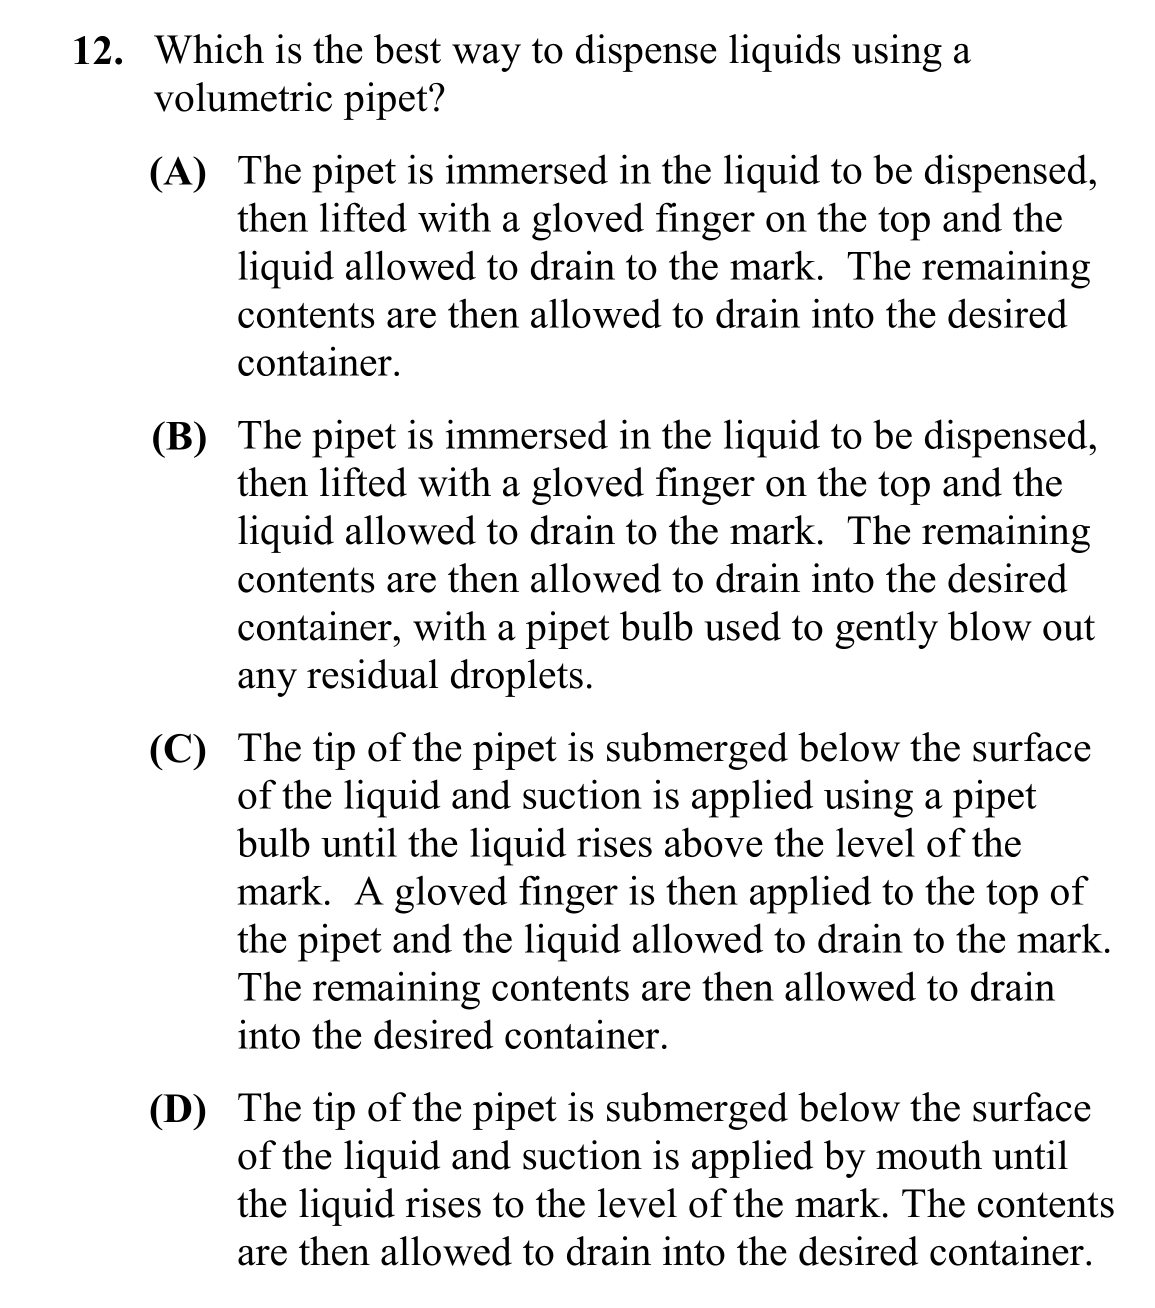 12. Which is the best way to dispense liquids using a
volumetric pipet?
(A) The pipet is immersed in the liquid to be dispensed,
then lifted with a gloved finger on the top and the
liquid allowed to drain to the mark. The remaining
contents are then allowed to drain into the desired
container.
(B) The pipet is immersed in the liquid to be dispensed,
then lifted with a gloved finger on the top and the
liquid allowed to drain to the mark. The remaining
contents are then allowed to drain into the desired
container, with a pipet bulb used to gently blow out
any residual droplets.
(C) The tip of the pipet is submerged below the surface
of the liquid and suction is applied using a pipet
bulb until the liquid rises above the level of the
mark. A gloved finger is then applied to the top of
the pipet and the liquid allowed to drain to the mark.
The remaining contents are then allowed to drain
into the desired container.
(D) The tip of the pipet is submerged below the surface
of the liquid and suction is applied by mouth until
the liquid rises to the level of the mark. The contents
are then allowed to drain into the desired container.